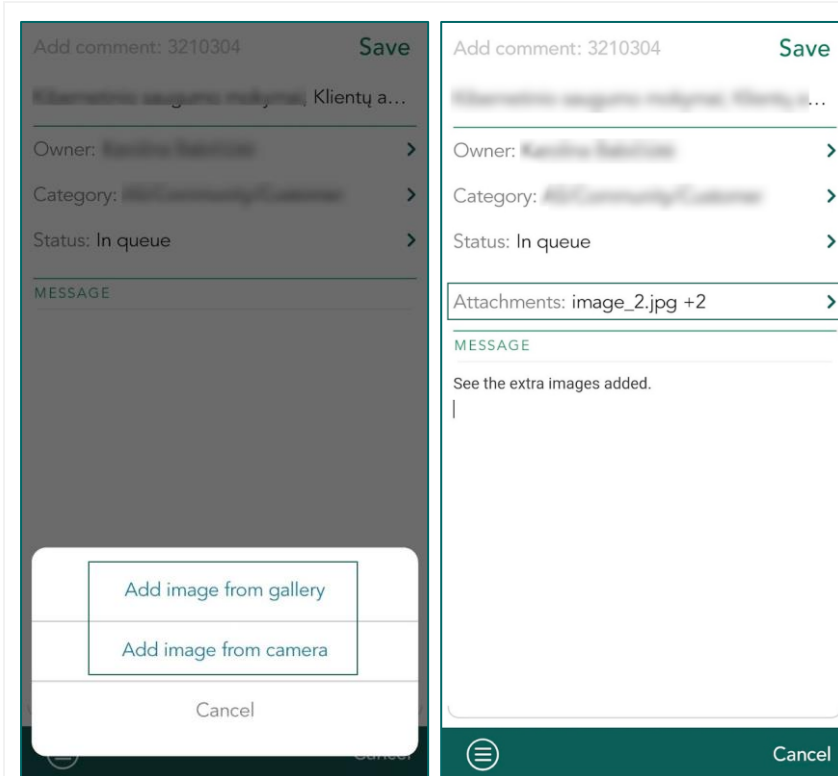 Add comment: 3210304 Save
Klientų a...
Owner:
Category:
Status: In queue
MESSAGE
Add image from gallery
Add image from camera
Cancel
Add comment: 3210304 Save
...
Owner:
Category:
Status: In queue
Attachments: image_2.jpg +2
MESSAGE
See the extra images added.
Cancel